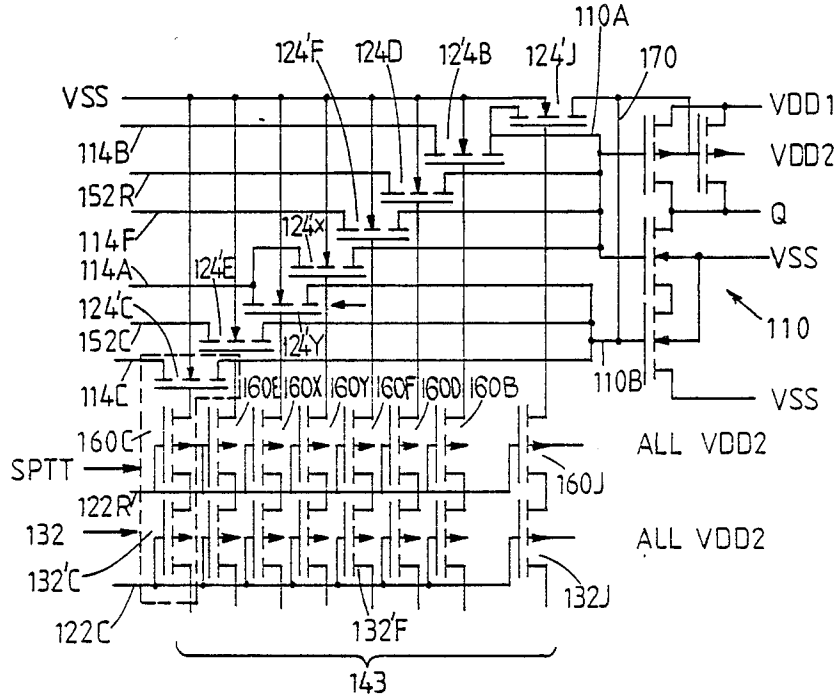 124'F 124D 12'4B 124'J 110A 170
VSS
VDD1
114B
VDD2
152R
Q
114F
124'X
VSS
114A
124'E
124'C
152C
124'Y
110
110B
114C
VSS
160E 160X 160Y 160F 160D 160B
160C
ALL VDD2
SPTT
160J
122R
132
ALL VDD2
132'C
132J
122C
132'F
143